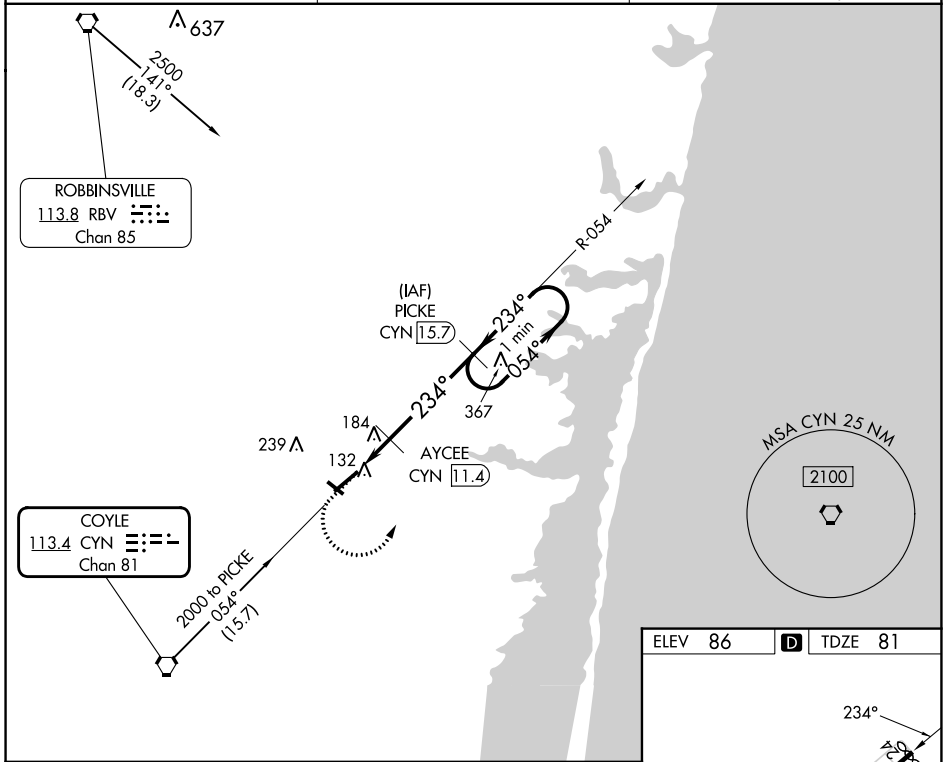 637
2500
141°
(18.3)
ROBBINSVILLE
113.8 RBV
Chan 85
R-054
(IAF)
PICKE
CYN 15.7
234°
1 min
054°
367
234°
184
239
132
AYCEE
CYN 11.4
MSA CYN 25 NM
2100
COYLE
113.4 CYN
Chan 81
2000 to PICKE
054°
(15.7)
ELEV 86 D TDZE 81
234°